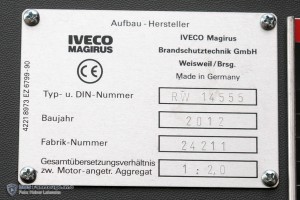 Aufbau - Hersteller
IVECO
MAGIRUS
IVECO Magirus
Brandschutztechnik GmbH
Weisweil/Brsg.
Made in Germany
CE
Typ- u. DIN-Nummer RW 14555
Baujahr 2012
Fabrik-Nummer 24211
Gesamtübersetzungsverhältnis
zw. Motor-angetr. Aggregat 1:2.0
4221 8973 EZ 6799-90